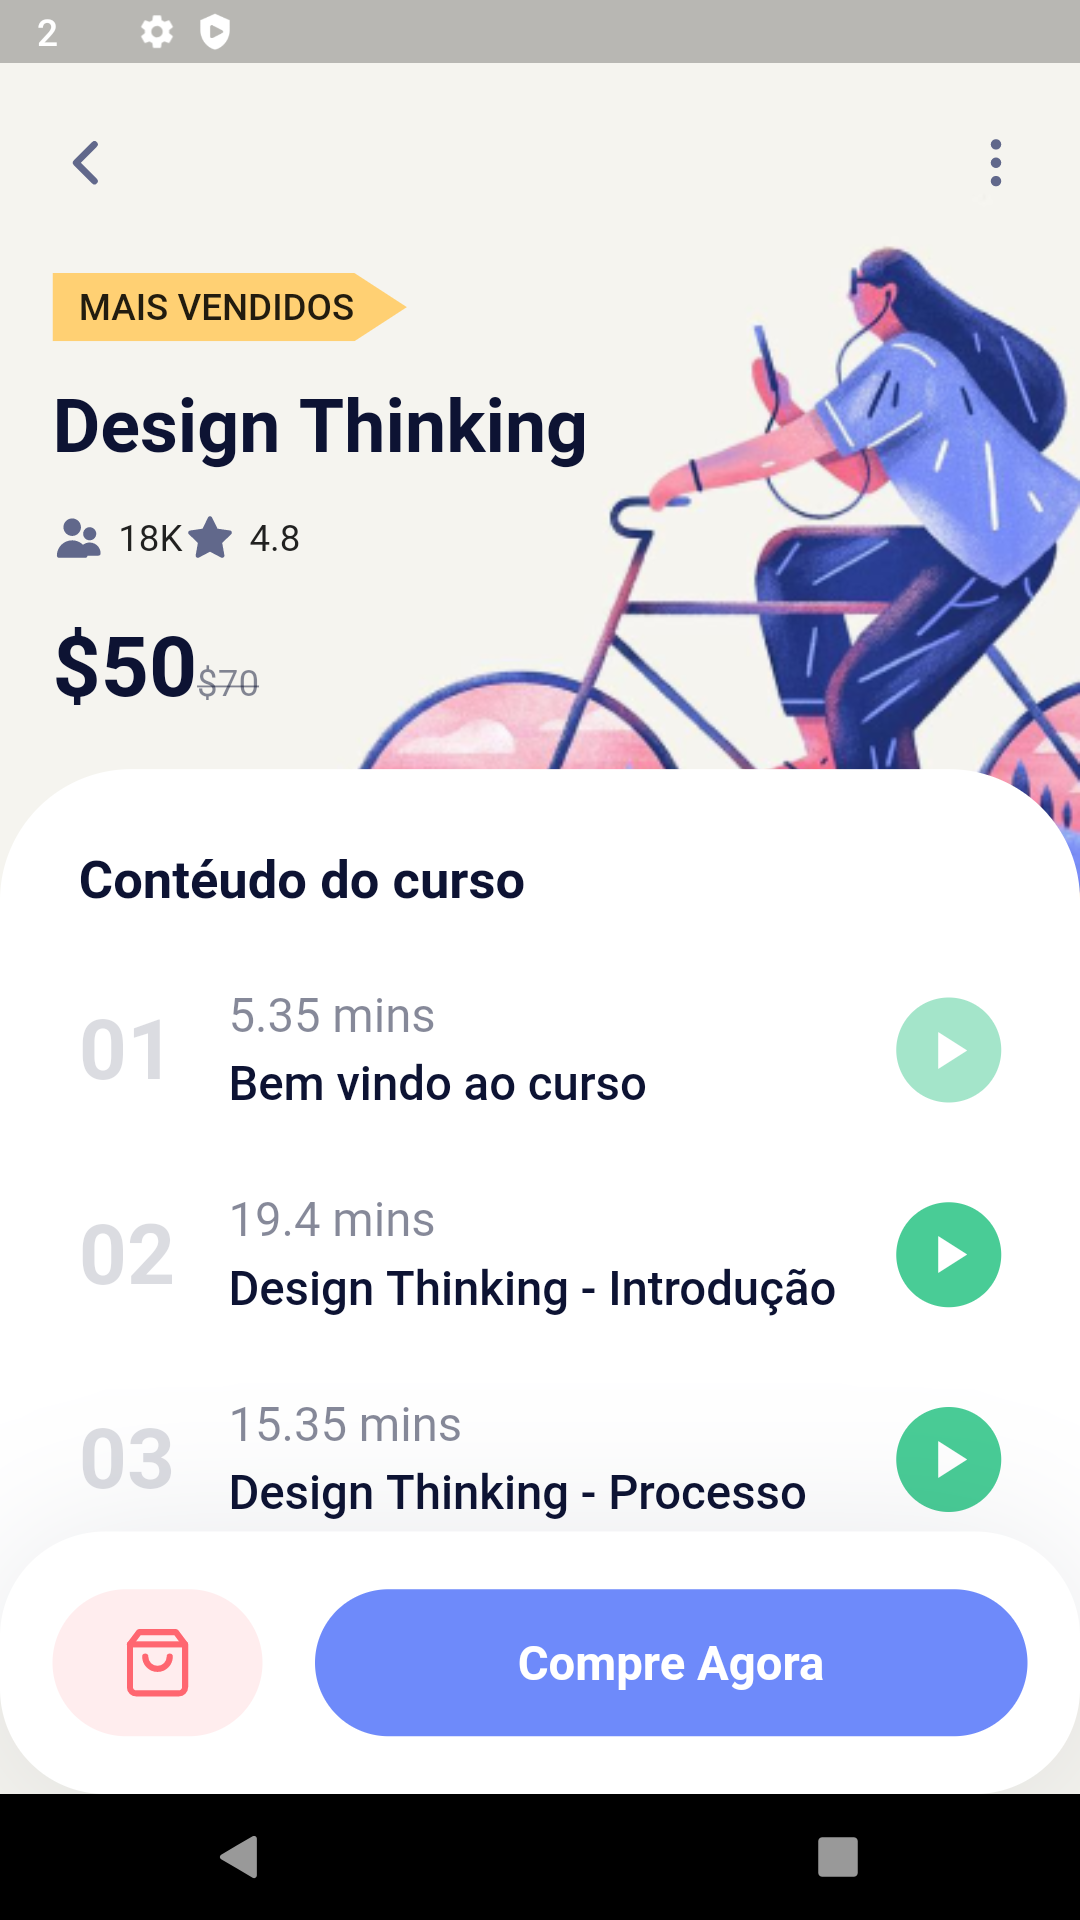 2
MAIS VENDIDOS
Design Thinking
18K 4.8
$50 $70
Contéudo do curso
01
5.35 mins
Bem vindo ao curso
02
19.4 mins
Design Thinking - Introdução
03
15.35 mins
Design Thinking - Processo
Compre Agora